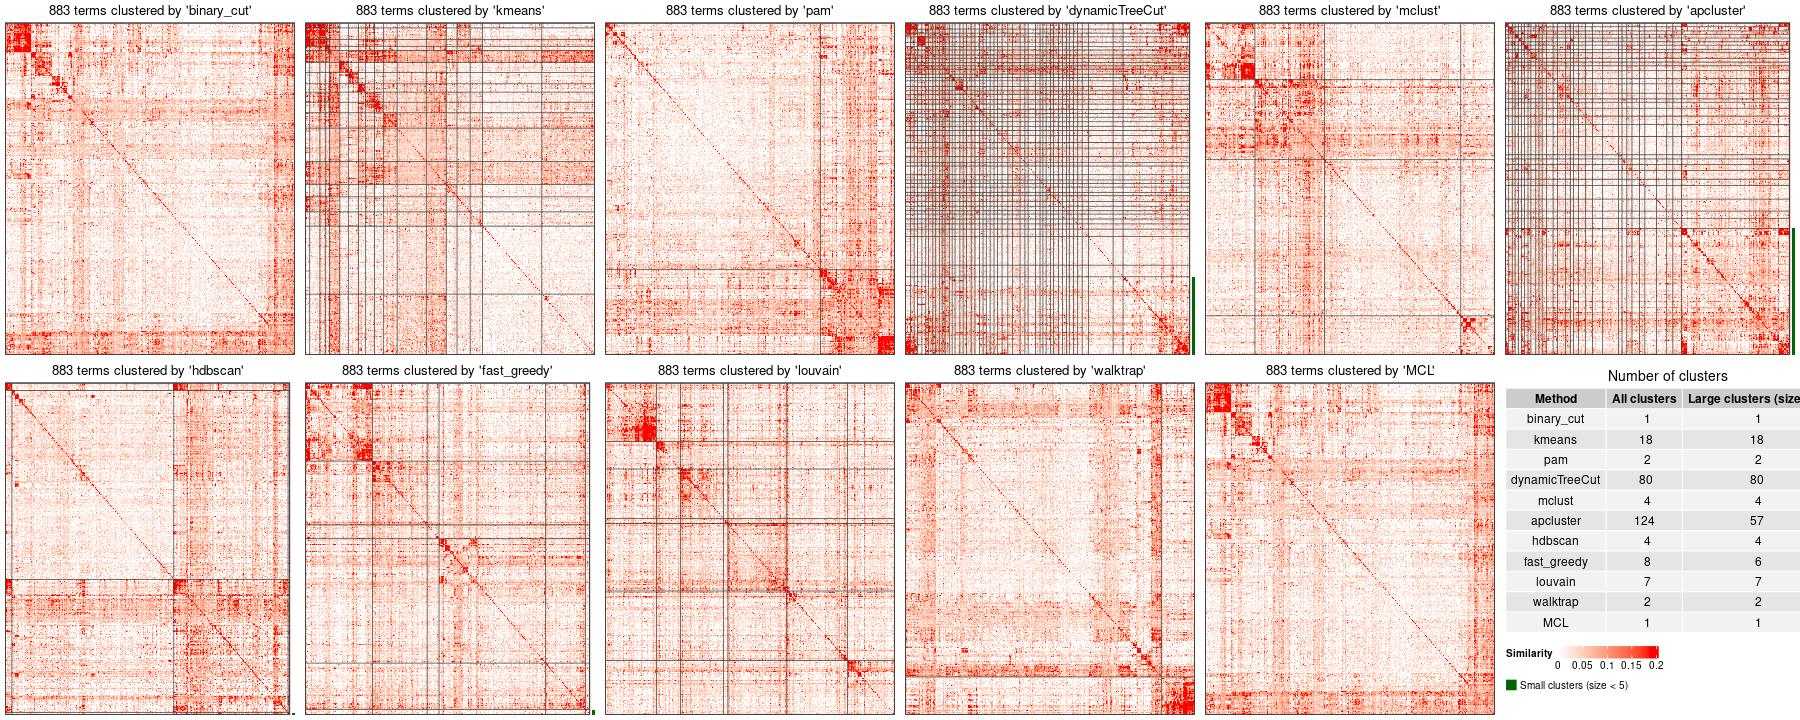 883 terms clustered by 'binary_cut'
883 terms clustered by 'kmeans'
883 terms clustered by 'pam'
883 terms clustered by 'dynamicTreeCut'
883 terms clustered by 'mclust'
883 terms clustered by 'apcluster'
883 terms clustered by 'hdbscan'
883 terms clustered by 'fast_greedy'
883 terms clustered by 'louvain'
883 terms clustered by 'walktrap'
883 terms clustered by 'MCL'
Number of clusters
Method All clusters Large clusters (size
binary_cut 1 1
kmeans 18 18
pam 2 2
dynamicTreeCut 80 80
mclust 4 4
apcluster 124 57
hdbscan 4 4
fast_greedy 8 6
louvain 7 7
walktrap 2 2
MCL 1 1
Similarity
0 0.05 0.1 0.15 0.2
Small clusters (size < 5)